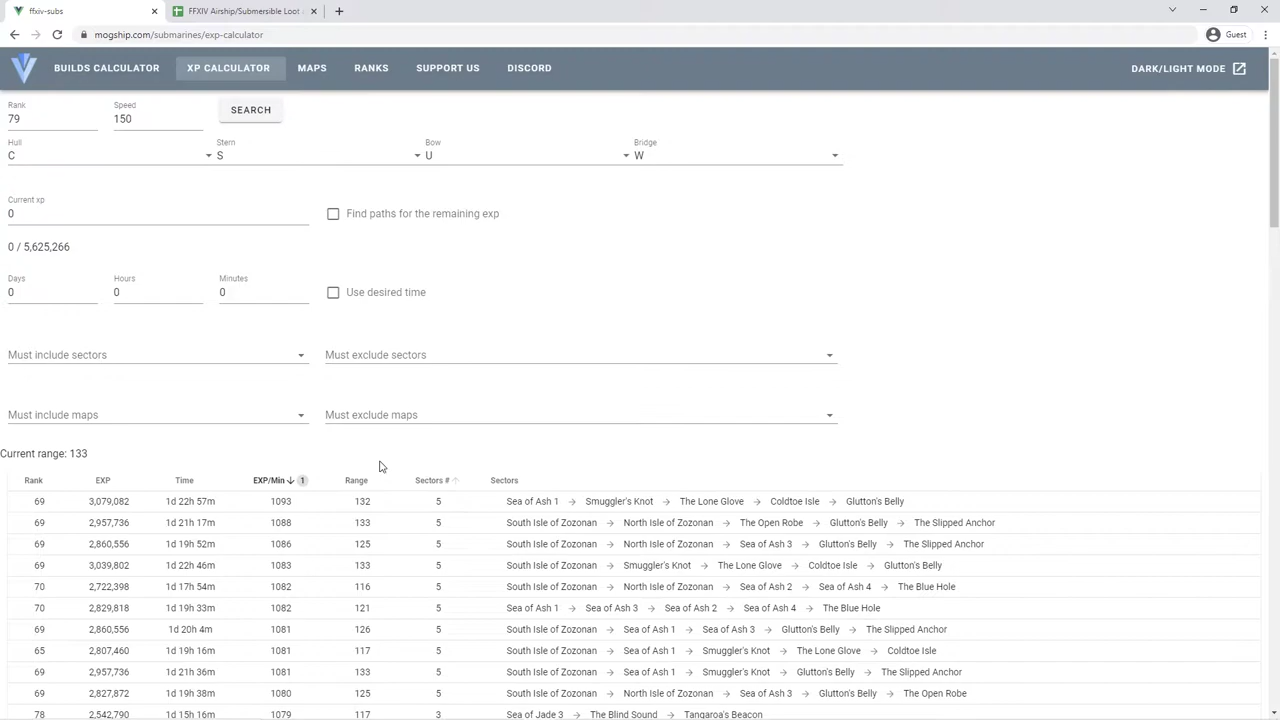 ffxiv-subs
FFXIV Airship/Submersible Loot
mogship.com/submarines/exp-calculator
Guest
BUILDS CALCULATOR XP CALCULATOR MAPS RANKS SUPPORT US DISCORD DARK/LIGHT MODE
Rank Speed
79 150 SEARCH
Hull Stern Bow Bridge
C S U W
Current xp
0 Find paths for the remaining exp
0 / 5,625,266
Days Hours Minutes
0 0 0 Use desired time
Must include sectors Must exclude sectors
Must include maps Must exclude maps
Current range: 133
Rank EXP Time EXP/Min ↓ 1 Range Sectors # ↑ Sectors
69 3,079,082 1d 22h 57m 1093 132 5 Sea of Ash 1 → Smuggler's Knot → The Lone Glove → Coldtoe Isle → Glutton's Belly
69 2,957,736 1d 21h 17m 1088 133 5 South Isle of Zozonan → North Isle of Zozonan → The Open Robe → Glutton's Belly → The Slipped Anchor
69 2,860,556 1d 19h 52m 1086 125 5 South Isle of Zozonan → North Isle of Zozonan → Sea of Ash 3 → Glutton's Belly → The Slipped Anchor
69 3,039,802 1d 22h 46m 1083 133 5 South Isle of Zozonan → Smuggler's Knot → The Lone Glove → Coldtoe Isle → Glutton's Belly
70 2,722,398 1d 17h 54m 1082 116 5 South Isle of Zozonan → North Isle of Zozonan → Sea of Ash 2 → Sea of Ash 4 → The Blue Hole
70 2,829,818 1d 19h 33m 1082 121 5 Sea of Ash 1 → Sea of Ash 3 → Sea of Ash 2 → Sea of Ash 4 → The Blue Hole
69 2,860,556 1d 20h 4m 1081 126 5 South Isle of Zozonan → Sea of Ash 1 → Sea of Ash 3 → Glutton's Belly → The Slipped Anchor
65 2,807,460 1d 19h 16m 1081 117 5 South Isle of Zozonan → Sea of Ash 1 → Smuggler's Knot → The Lone Glove → Coldtoe Isle
69 2,957,736 1d 21h 36m 1081 133 5 South Isle of Zozonan → Sea of Ash 1 → Smuggler's Knot → Glutton's Belly → The Slipped Anchor
69 2,827,872 1d 19h 38m 1080 125 5 South Isle of Zozonan → North Isle of Zozonan → Sea of Ash 3 → Glutton's Belly → The Open Robe
78 2,542,790 1d 15h 16m 1079 117 3 Sea of Jade 3 → The Blind Sound → Tangaroa's Beacon